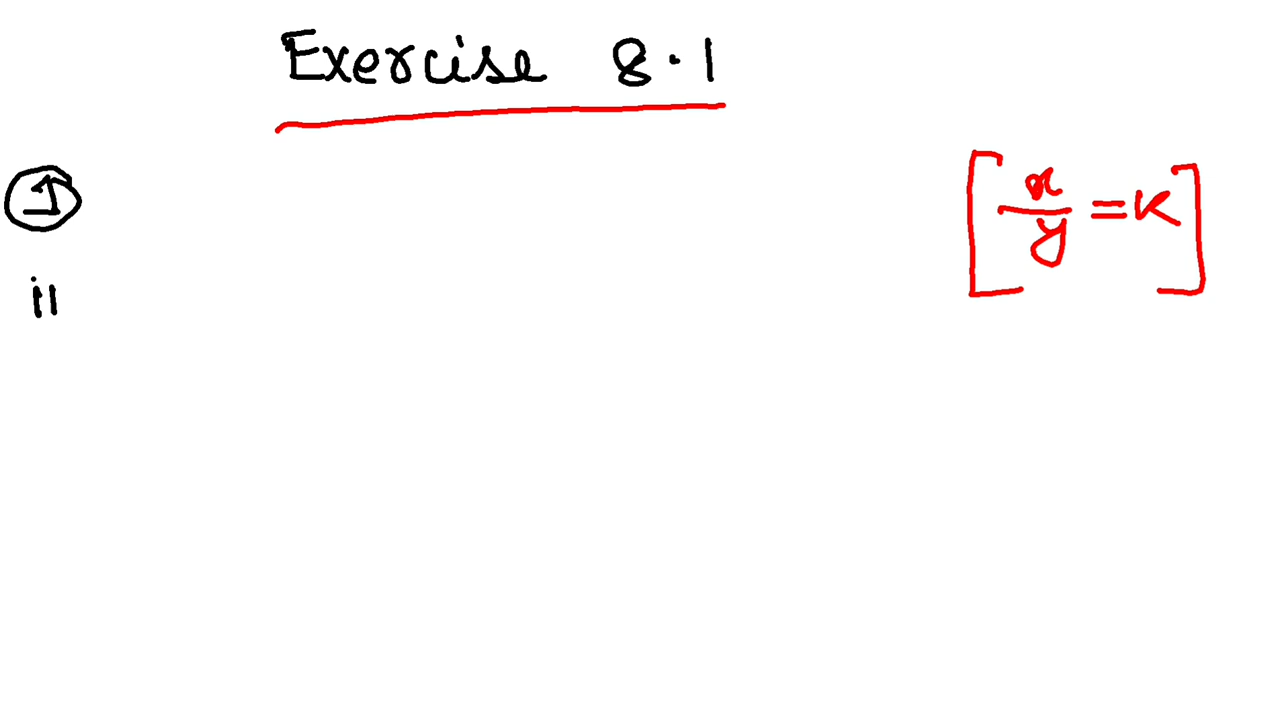 Exercise 8.1
1
[x/y = K]
ii